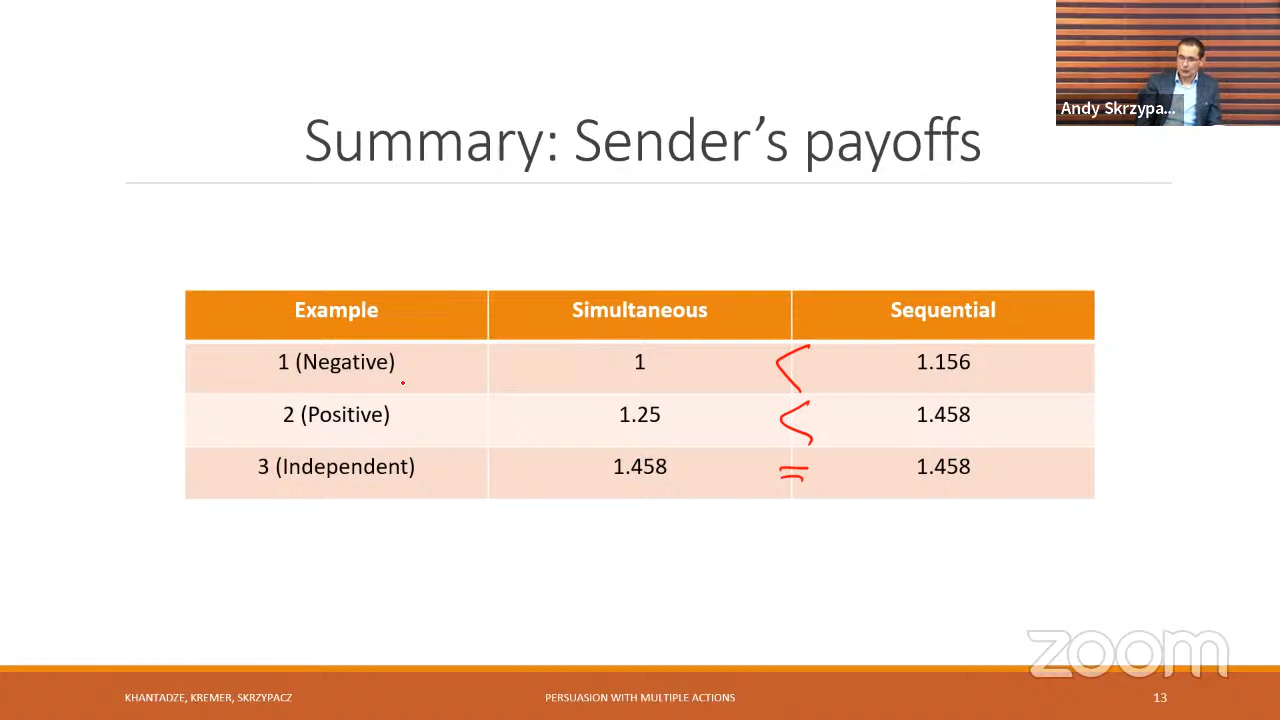 Andy Skrzypa...
Summary: Sender's payoffs
Example Simultaneous Sequential
1 (Negative) 1 < 1.156
2 (Positive) 1.25 < 1.458
3 (Independent) 1.458 = 1.458
zoom
KHANTADZE, KREMER, SKRZYPACZ PERSUASION WITH MULTIPLE ACTIONS 13